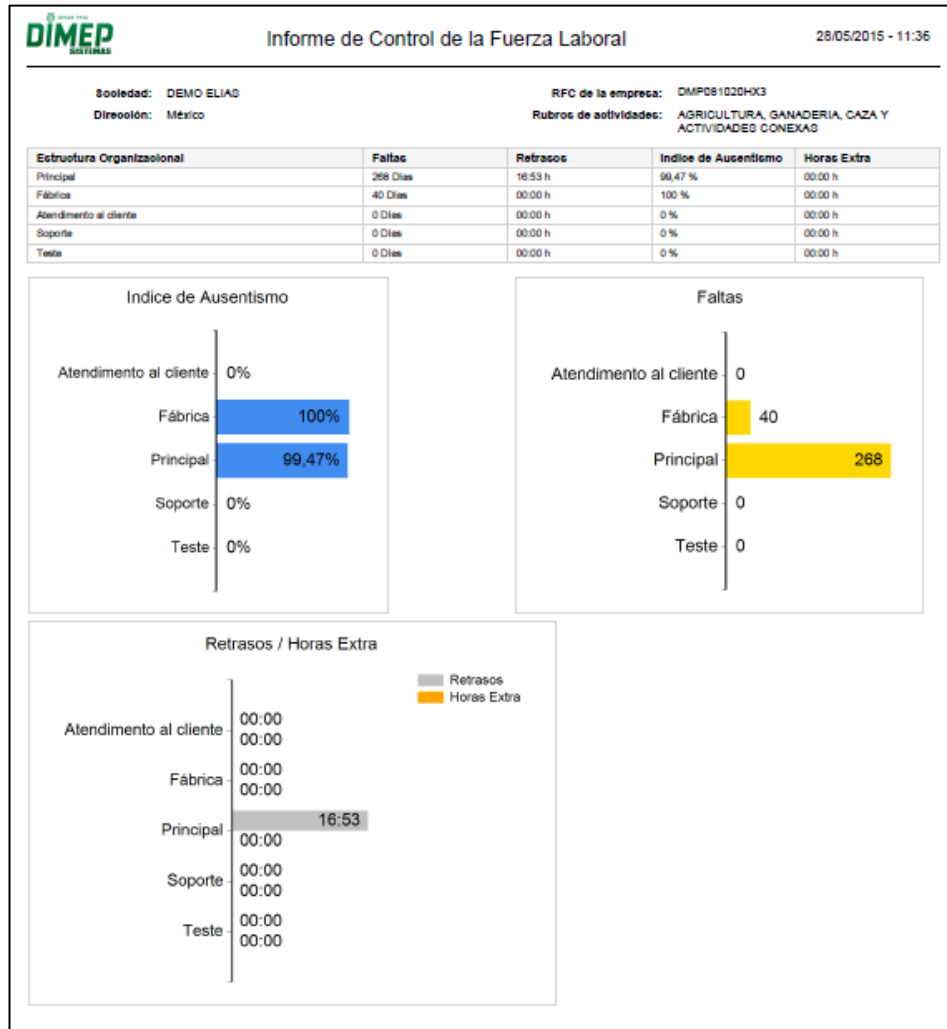 DIMEP
SISTEMAS
Informe de Control de la Fuerza Laboral
28/05/2015 - 11:36
Sociedad: DEMO ELIAS
RFC de la empresa: DMP081020HX3
Dirección: México
Rubros de actividades: AGRICULTURA, GANADERIA, CAZA Y
ACTIVIDADES CONEXAS
Estructura Organizacional Faltas Retrasos Indice de Ausentismo Horas Extra
Principal 268 Dias 16:53 h 99,47 % 00:00 h
Fábrica 40 Dias 00:00 h 100 % 00:00 h
Atendimento al cliente 0 Dias 00:00 h 0 % 00:00 h
Soporte 0 Dias 00:00 h 0 % 00:00 h
Teste 0 Dias 00:00 h 0 % 00:00 h
Indice de Ausentismo
Atendimento al cliente 0%
Fábrica 100%
Principal 99,47%
Soporte 0%
Teste 0%
Faltas
Atendimento al cliente 0
Fábrica 40
Principal 268
Soporte 0
Teste 0
Retrasos / Horas Extra
Retrasos
Horas Extra
Atendimento al cliente 00:00
00:00
Fábrica 00:00
00:00
Principal 16:53
00:00
Soporte 00:00
00:00
Teste 00:00
00:00